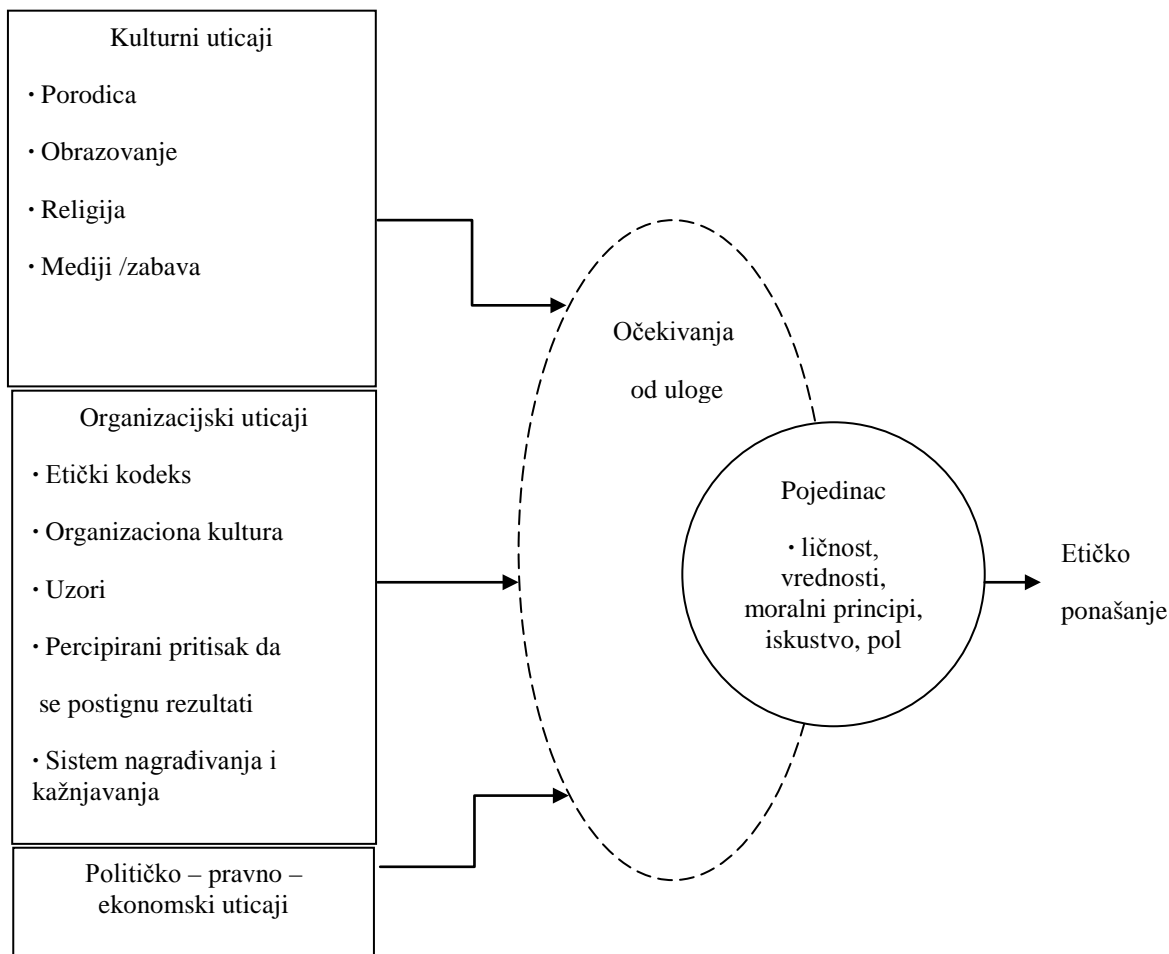 Kulturni uticaji
· Porodica
· Obrazovanje
· Religija
· Mediji /zabava
Organizacijski uticaji
· Etički kodeks
· Organizaciona kultura
· Uzori
· Percipirani pritisak da
se postignu rezultati
· Sistem nagrađivanja i
kažnjavanja
Političko – pravno –
ekonomski uticaji
Očekivanja
od uloge
Pojedinac
· ličnost,
vrednosti,
moralni principi,
iskustvo, pol
Etičko
ponašanje